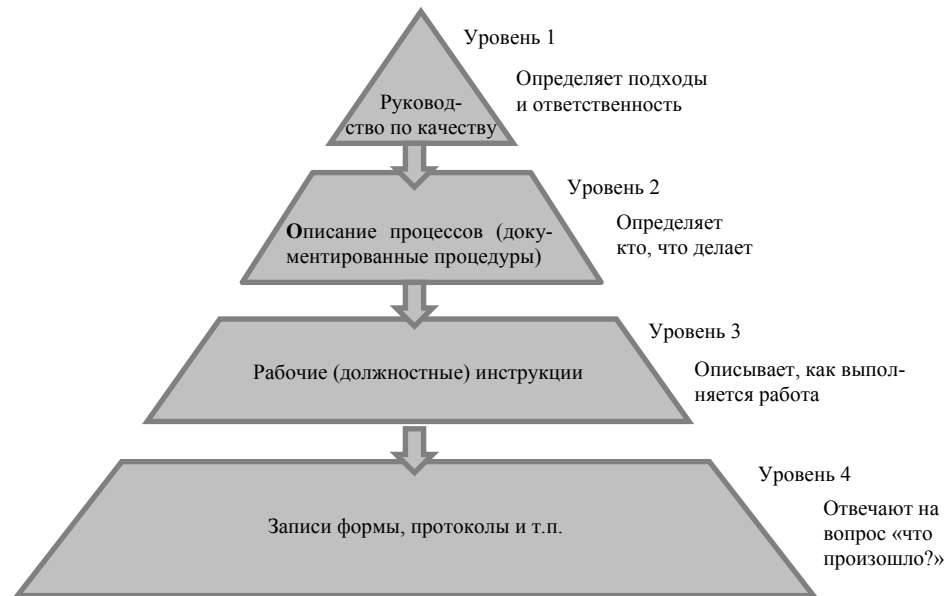 Уровень 1
Определяет подходы
и ответственность
Руковод-
ство по качеству
Уровень 2
Определяет
кто, что делает
Описание процессов (доку-
ментированные процедуры)
Уровень 3
Описывает, как выпол-
няется работа
Рабочие (должностные) инструкции
Уровень 4
Отвечают на
вопрос «что
произошло?»
Записи формы, протоколы и т.п.